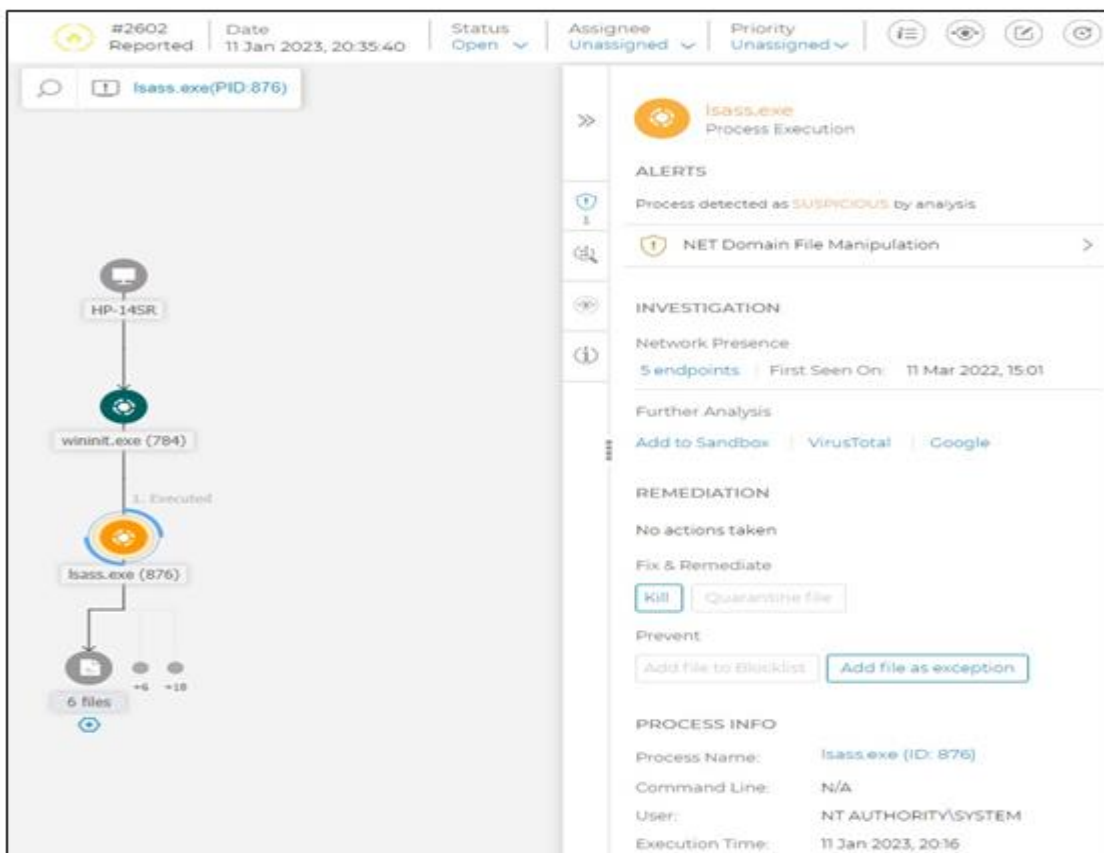 #2602
Reported
Date
11 Jan 2023, 20:35:40
Status
Open
Assignee
Unassigned
Priority
Unassigned
lsass.exe(PID:876)
HP-14SR
wininit.exe (784)
1. Executed
lsass.exe (876)
6 files
+6
+18
1
lsass.exe
Process Execution
ALERTS
Process detected as SUSPICIOUS by analysis
NET Domain File Manipulation
INVESTIGATION
Network Presence
5 endpoints
First Seen On: 11 Mar 2022, 15:01
Further Analysis
Add to Sandbox
VirusTotal
Google
REMEDIATION
No actions taken
Fix & Remediate
Kill
Quarantine file
Prevent
Add file to Blocklist
Add file as exception
PROCESS INFO
Process Name: lsass.exe (ID: 876)
Command Line: N/A
User: NT AUTHORITY\SYSTEM
Execution Time: 11 Jan 2023, 20:16